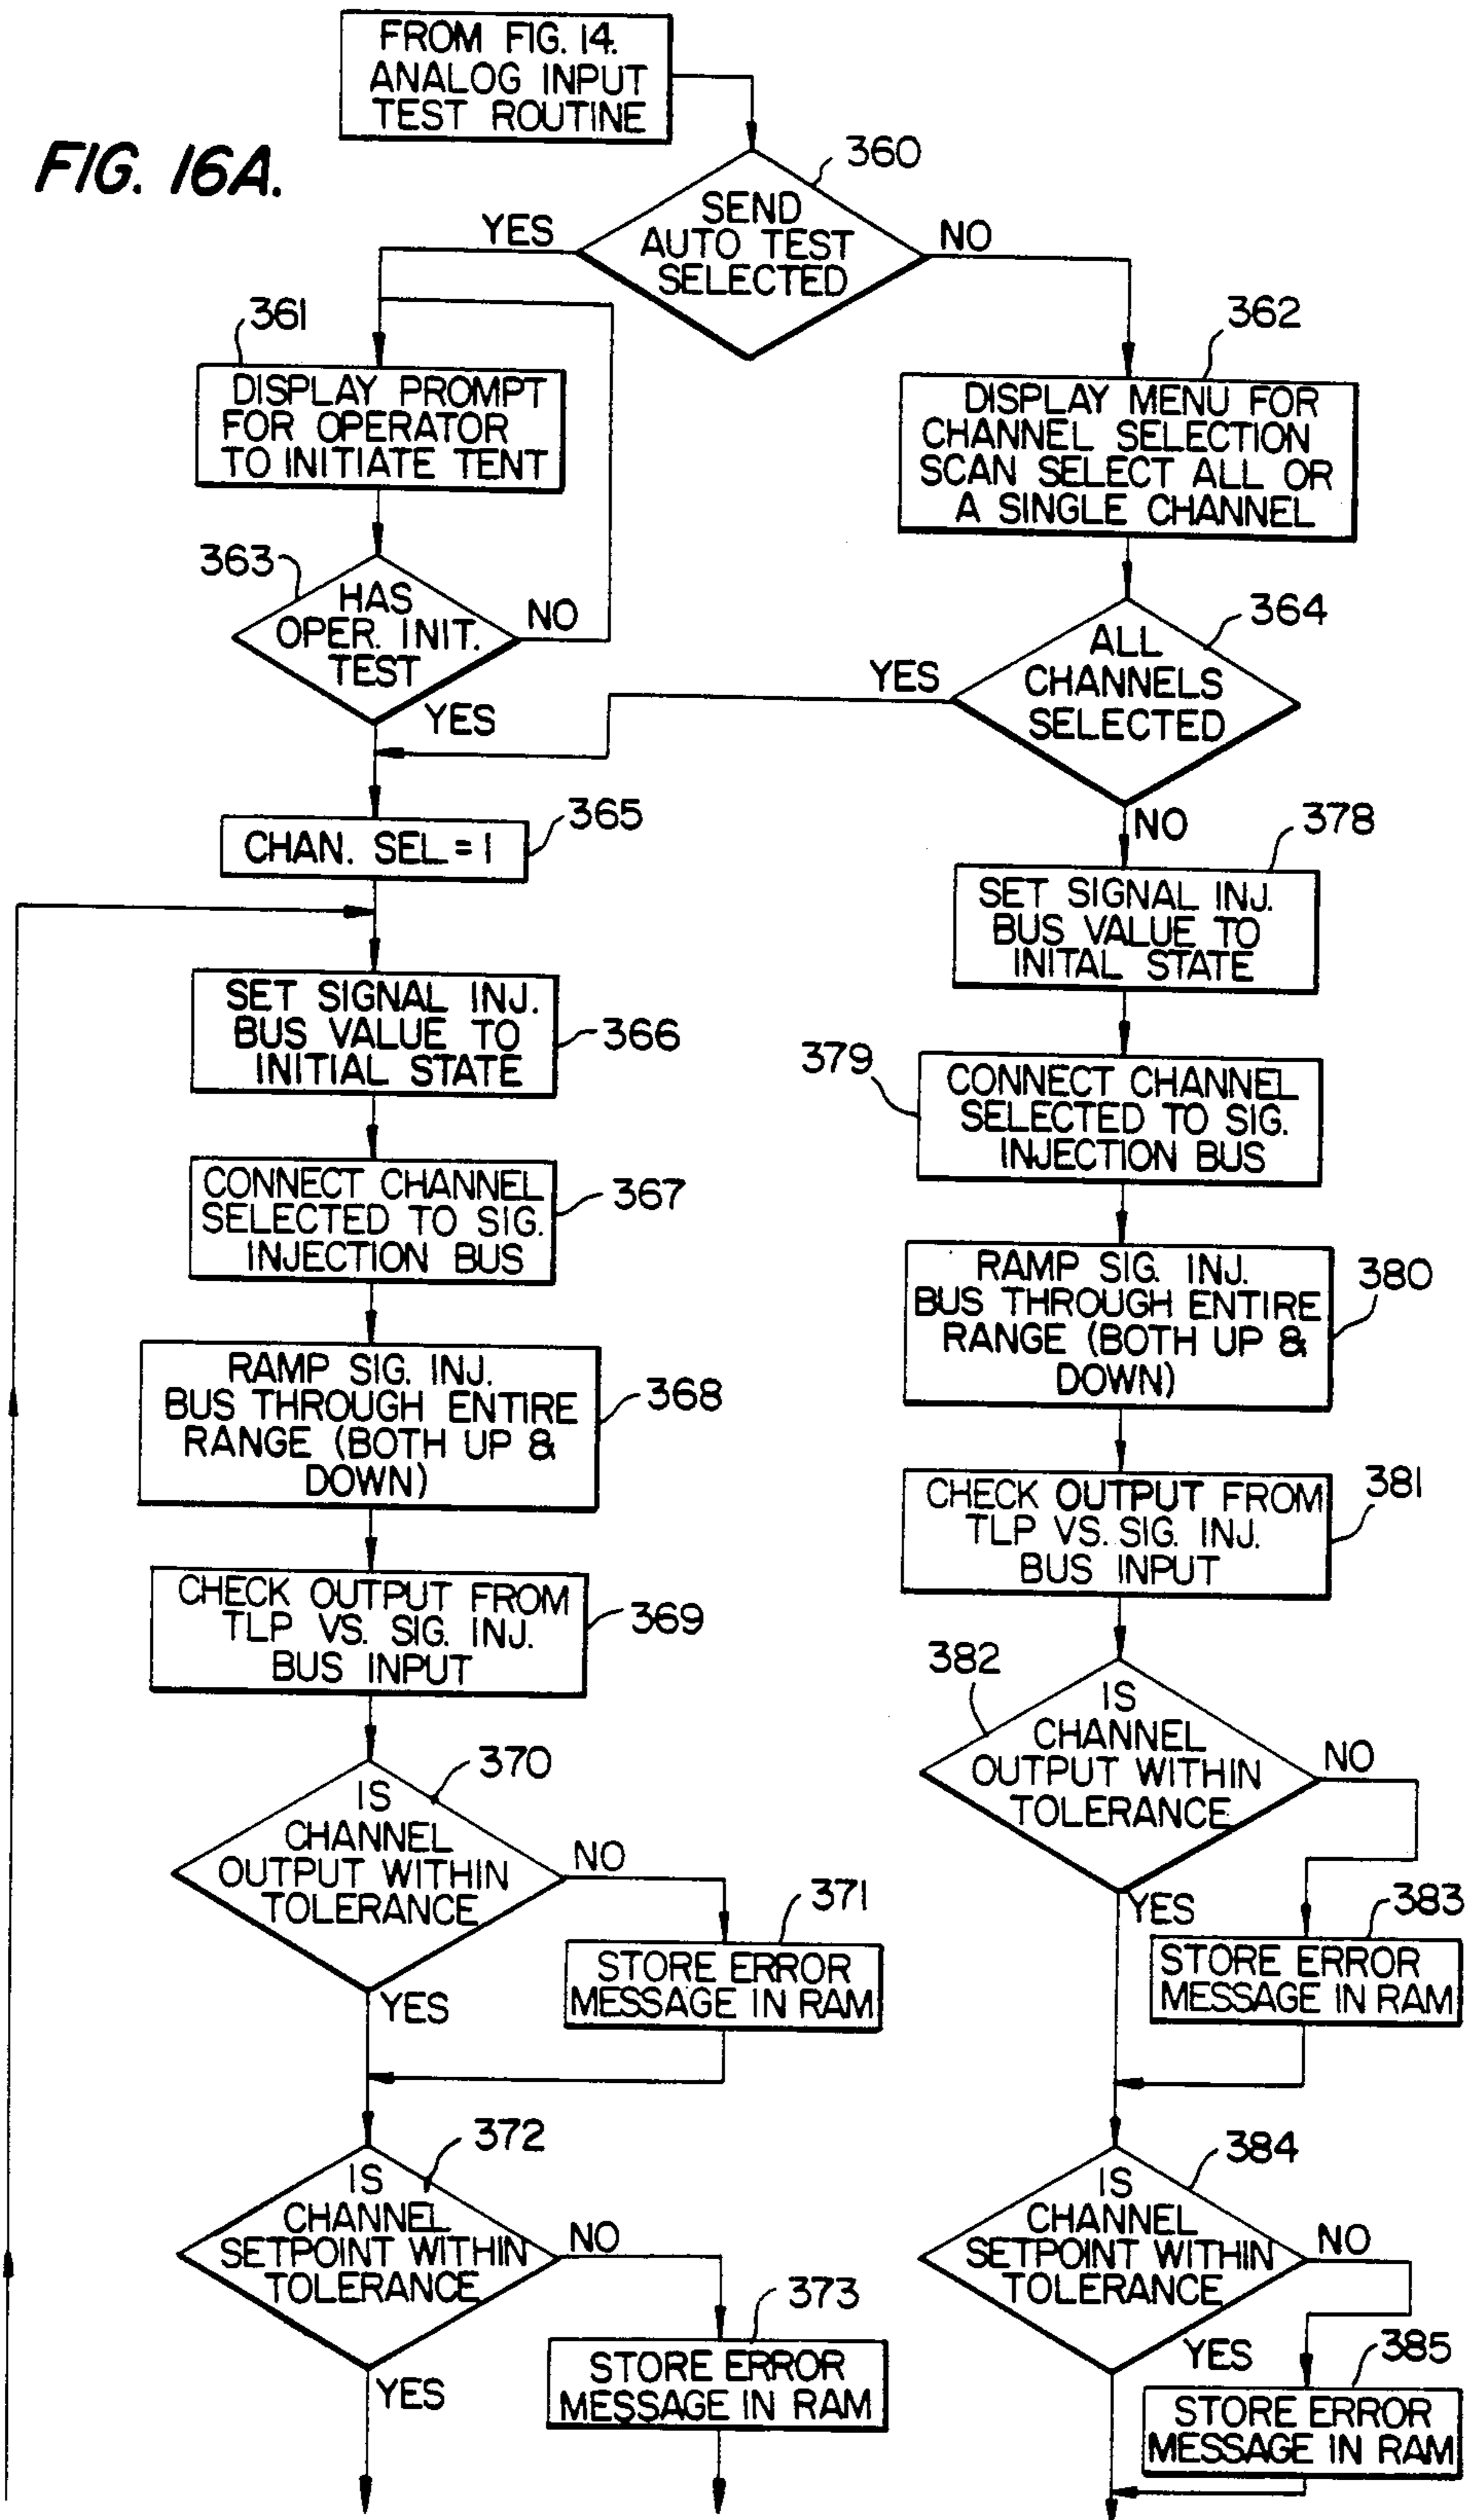 FROM FIG. 14.
ANALOG INPUT
TEST ROUTINE
FIG. 16A.
360
SEND
AUTO TEST
SELECTED
YES
NO
361
DISPLAY PROMPT
FOR OPERATOR
TO INITIATE TENT
362
DISPLAY MENU FOR
CHANNEL SELECTION
SCAN SELECT ALL OR
A SINGLE CHANNEL
363
HAS
OPER. INIT.
TEST
NO
YES
364
ALL
CHANNELS
SELECTED
YES
NO
365
CHAN. SEL = 1
378
SET SIGNAL INJ.
BUS VALUE TO
INITAL STATE
SET SIGNAL INJ.
BUS VALUE TO
INITIAL STATE
366
379
CONNECT CHANNEL
SELECTED TO SIG.
INJECTION BUS
CONNECT CHANNEL
SELECTED TO SIG.
INJECTION BUS
367
RAMP SIG. INJ.
BUS THROUGH ENTIRE
RANGE (BOTH UP &
DOWN)
380
RAMP SIG. INJ.
BUS THROUGH ENTIRE
RANGE (BOTH UP &
DOWN)
368
CHECK OUTPUT FROM
TLP VS. SIG. INJ.
BUS INPUT
381
CHECK OUTPUT FROM
TLP VS. SIG. INJ.
BUS INPUT
369
382
IS
CHANNEL
OUTPUT WITHIN
TOLERANCE
NO
YES
370
IS
CHANNEL
OUTPUT WITHIN
TOLERANCE
NO
YES
371
STORE ERROR
MESSAGE IN RAM
383
STORE ERROR
MESSAGE IN RAM
372
IS
CHANNEL
SETPOINT WITHIN
TOLERANCE
NO
YES
384
IS
CHANNEL
SETPOINT WITHIN
TOLERANCE
NO
YES
373
STORE ERROR
MESSAGE IN RAM
385
STORE ERROR
MESSAGE IN RAM